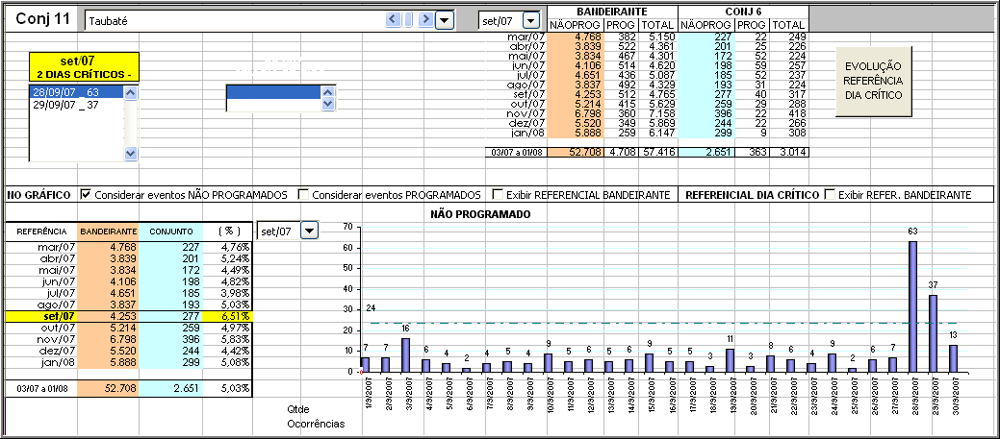 Conj 11 Taubaté set/07
BANDEIRANTE CONJ 6
NÃOPROG PROG TOTAL NÃOPROG PROG TOTAL
mar/07 4.768 382 5.150 227 22 249
abr/07 3.839 522 4.361 201 25 226
mai/07 3.834 467 4.301 172 52 224
jun/07 4.106 514 4.620 198 59 257
jul/07 4.651 436 5.087 185 52 237
ago/07 3.837 492 4.329 193 31 224
set/07 4.253 512 4.765 277 40 317
out/07 5.214 415 5.629 259 29 288
nov/07 6.798 360 7.158 396 22 418
dez/07 5.520 349 5.869 244 22 266
jan/08 5.888 259 6.147 299 9 308
03/07 a 01/08 52.708 4.708 57.416 2.651 363 3.014
set/07
2 DIAS CRÍTICOS -
28/09/07 _ 63
29/09/07 _ 37
EVOLUÇÃO
REFERÊNCIA
DIA CRÍTICO
NO GRÁFICO Considerar eventos NÃO PROGRAMADOS Considerar eventos PROGRAMADOS Exibir REFERENCIAL BANDEIRANTE REFERENCIAL DIA CRÍTICO Exibir REFER. BANDEIRANTE
REFERÊNCIA BANDEIRANTE CONJUNTO ( % ) set/07
mar/07 4.768 227 4,76%
abr/07 3.839 201 5,24%
mai/07 3.834 172 4,49%
jun/07 4.106 198 4,82%
jul/07 4.651 185 3,98%
ago/07 3.837 193 5,03%
set/07 4.253 277 6,51%
out/07 5.214 259 4,97%
nov/07 6.798 396 5,83%
dez/07 5.520 244 4,42%
jan/08 5.888 299 5,08%
03/07 a 01/08 52.708 2.651 5,03%
NÃO PROGRAMADO
70
60
50
40
30
20
10
0
24
7 7 16 6 4 2 4 5 4 9 5 6 5 6 9 5 5 3 11 3 8 6 4 9 2 6 7 63 37 13
1/9/2007 2/9/2007 3/9/2007 4/9/2007 5/9/2007 6/9/2007 7/9/2007 8/9/2007 9/9/2007 10/9/2007 11/9/2007 12/9/2007 13/9/2007 14/9/2007 15/9/2007 16/9/2007 17/9/2007 18/9/2007 19/9/2007 20/9/2007 21/9/2007 22/9/2007 23/9/2007 24/9/2007 25/9/2007 26/9/2007 27/9/2007 28/9/2007 29/9/2007 30/9/2007
Qtde
Ocorrências